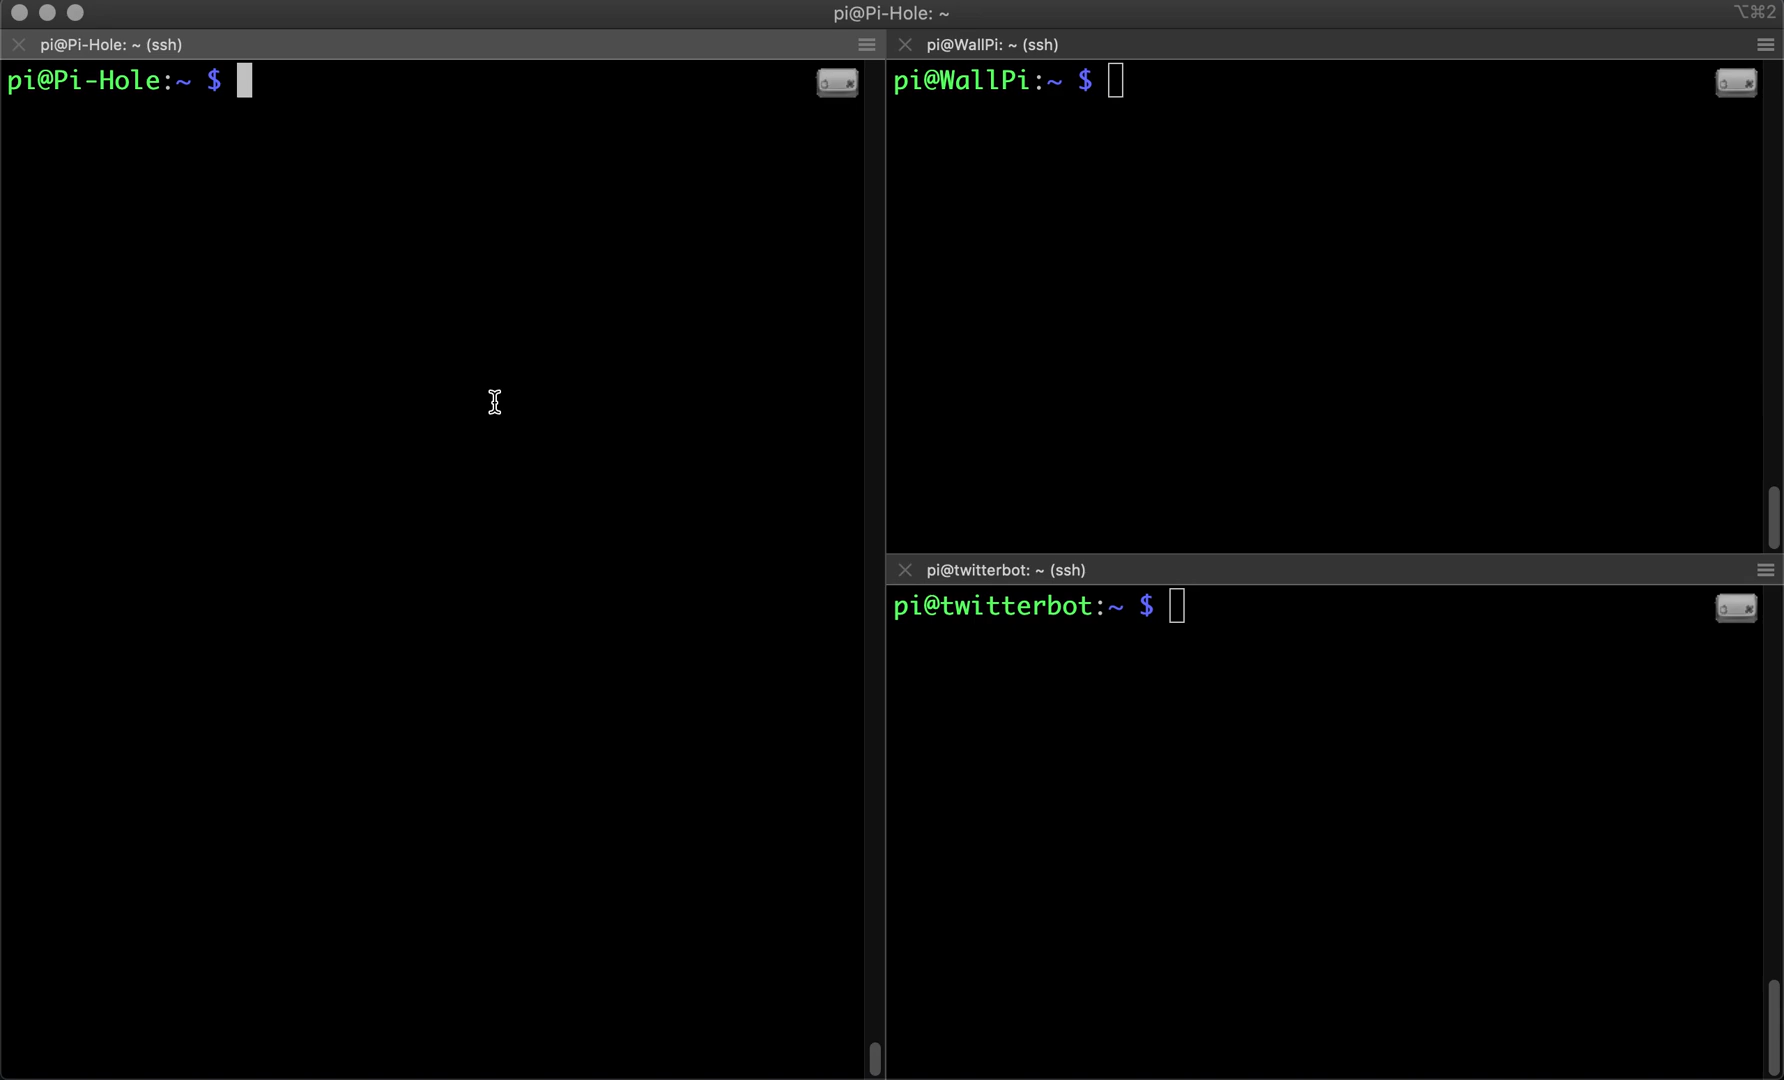 pi@Pi-Hole: ~
⌥⌘2
pi@Pi-Hole: ~ (ssh)
pi@Pi-Hole:~ $
pi@WallPi: ~ (ssh)
pi@WallPi:~ $
pi@twitterbot: ~ (ssh)
pi@twitterbot:~ $